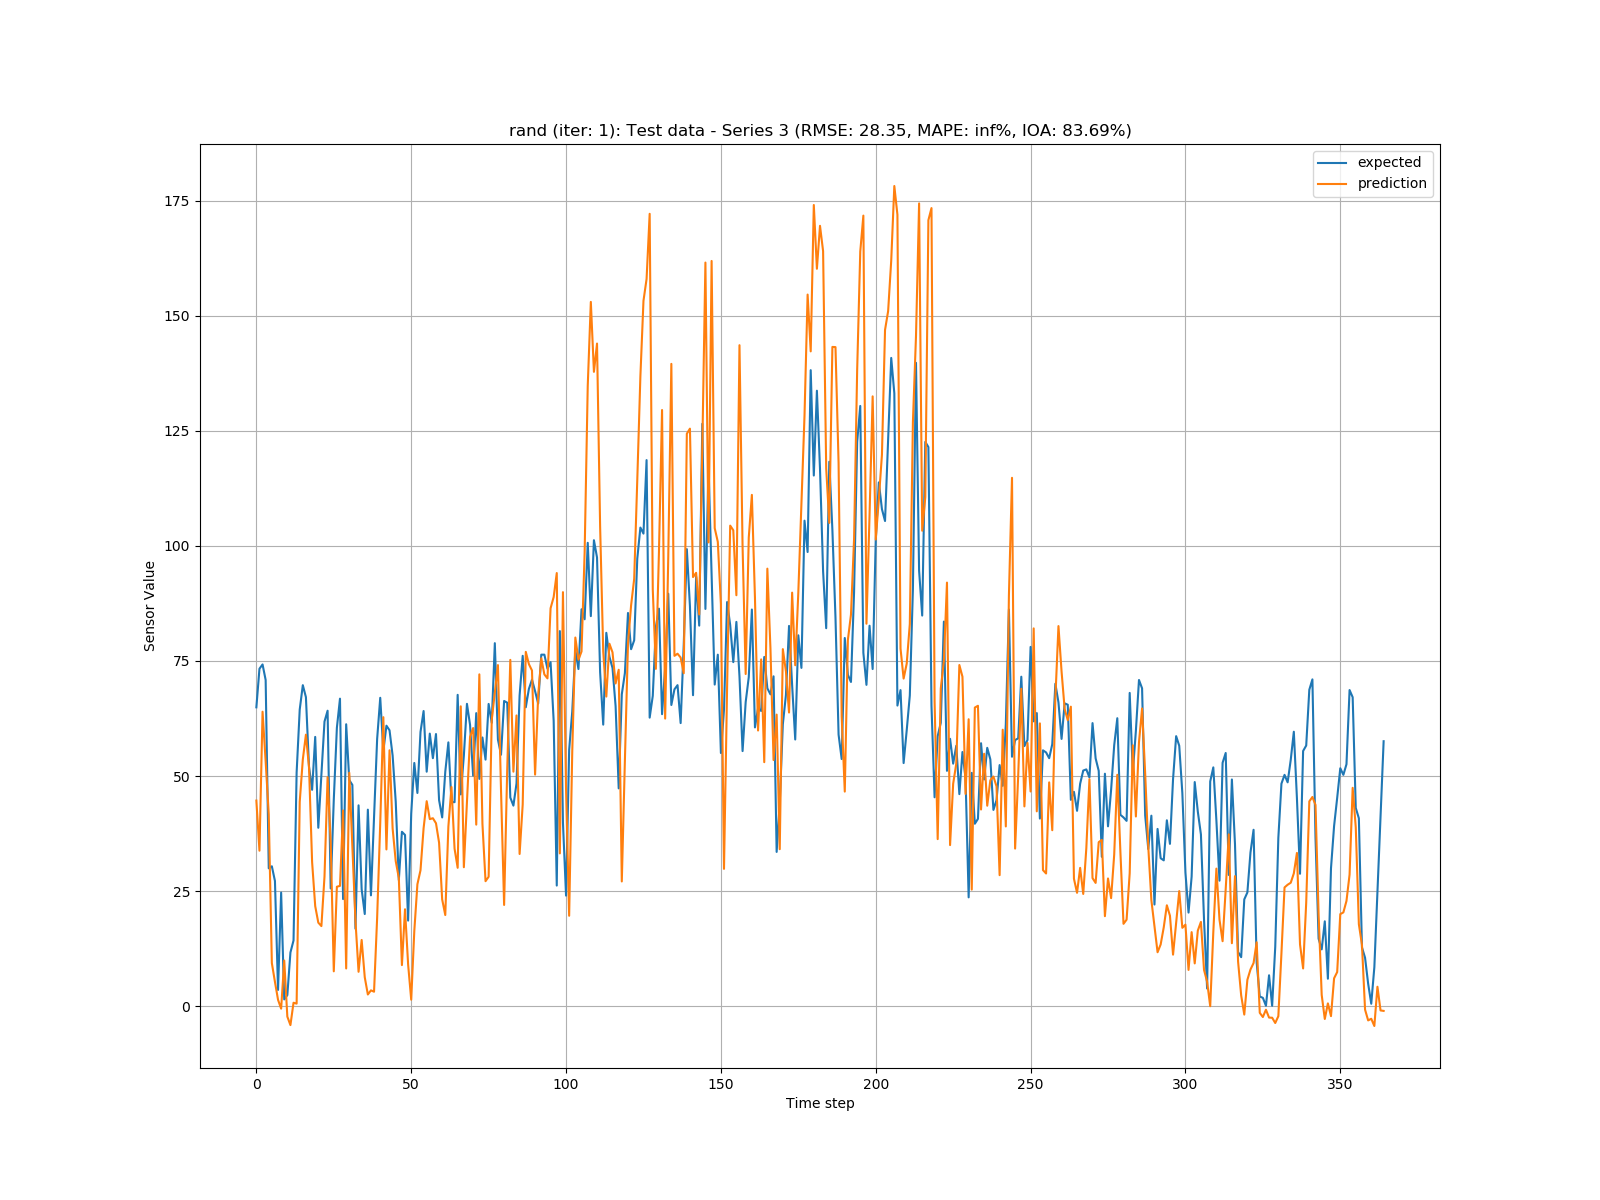 rand (iter: 1): Test data - Series 3 (RMSE: 28.35, MAPE: inf%, IOA: 83.69%)
expected
prediction
175
150
125
100
75
50
25
0
Sensor Value
0 50 100 150 200 250 300 350
Time step